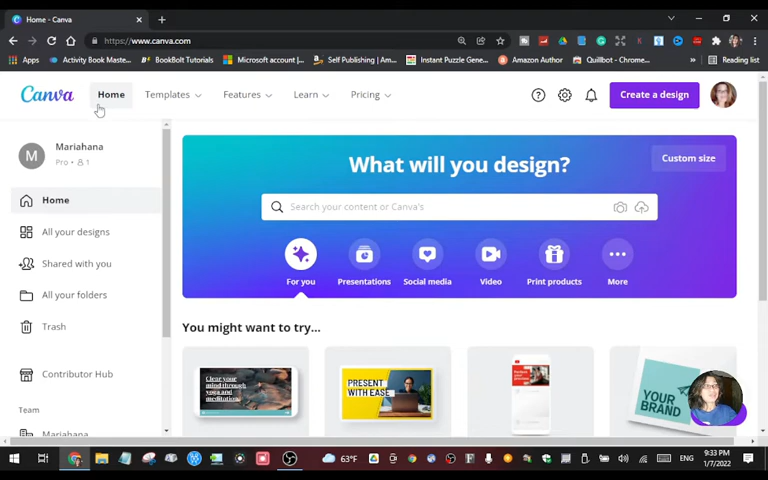 Home - Canva
https://www.canva.com
Apps
Activity Book Maste...
BookBolt Tutorials
Microsoft account |...
Self Publishing | Am...
Instant Puzzle Gene...
Amazon Author
Quillbot - Chrome...
Reading list
Canva
Home
Templates
Features
Learn
Pricing
Create a design
M
Mariahana
Pro
1
Home
All your designs
Shared with you
All your folders
Trash
Contributor Hub
Team
Mariahana
What will you design?
Custom size
Search your content or Canva's
For you
Presentations
Social media
Video
Print products
More
You might want to try...
Clear your
mind through
yoga and
meditations
PRESENT
WITH EASE
YOUR
BRAND
63°F
ENG
9:33 PM
1/7/2022